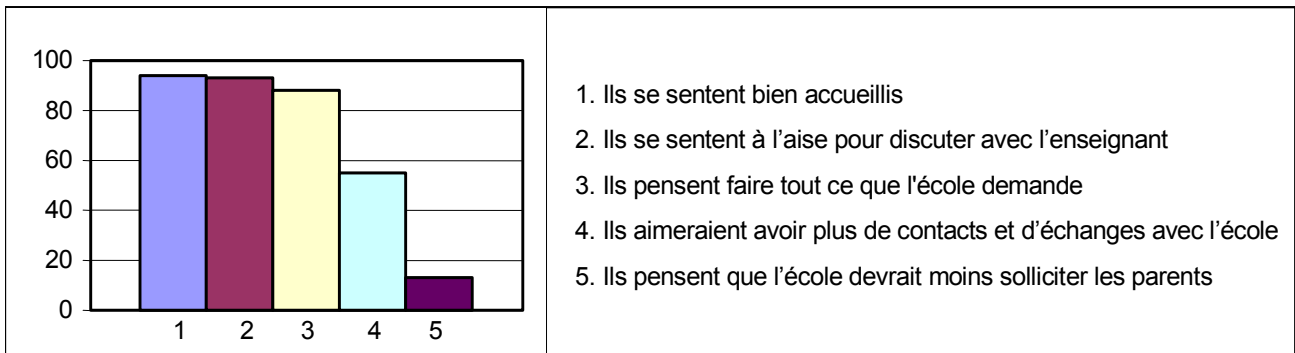 100
80
60
40
20
0
1 2 3 4 5
1. Ils se sentent bien accueillis
2. Ils se sentent à l’aise pour discuter avec l’enseignant
3. Ils pensent faire tout ce que l'école demande
4. Ils aimeraient avoir plus de contacts et d’échanges avec l’école
5. Ils pensent que l’école devrait moins solliciter les parents